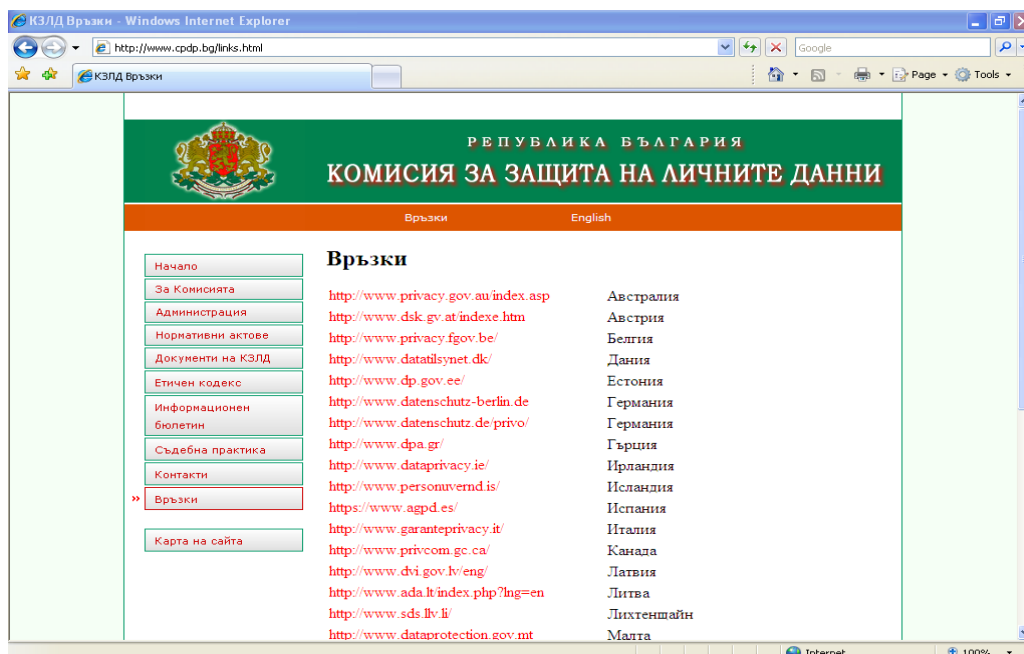 КЗЛД Връзки - Windows Internet Explorer
http://www.cpdp.bg/links.html
Google
КЗЛД Връзки
Page
Tools
РЕПУБЛИКА БЪЛГАРИЯ
КОМИСИЯ ЗА ЗАЩИТА НА ЛИЧНИТЕ ДАННИ
Връзки English
Начало
За Комисията
Администрация
Нормативни актове
Документи на КЗЛД
Етичен кодекс
Информационен
бюлетин
Съдебна практика
Контакти
» Връзки
Карта на сайта
Връзки
http://www.privacy.gov.au/index.asp Австралия
http://www.dsk.gv.at/indexe.htm Австрия
http://www.privacy.fgov.be/ Белгия
http://www.datatilsynet.dk/ Дания
http://www.dp.gov.ee/ Естония
http://www.datenschutz-berlin.de Германия
http://www.datenschutz.de/privo/ Германия
http://www.dpa.gr/ Гърция
http://www.dataprivacy.ie/ Ирландия
http://www.personuvernd.is/ Исландия
https://www.agpd.es/ Испания
http://www.garanteprivacy.it/ Италия
http://www.privcom.gc.ca/ Канада
http://www.dvi.gov.lv/eng/ Латвия
http://www.ada.lt/index.php?lng=en Литва
http://www.sds.llv.li/ Лихтенщайн
http://www.dataprotection.gov.mt Малта
Internet 100%